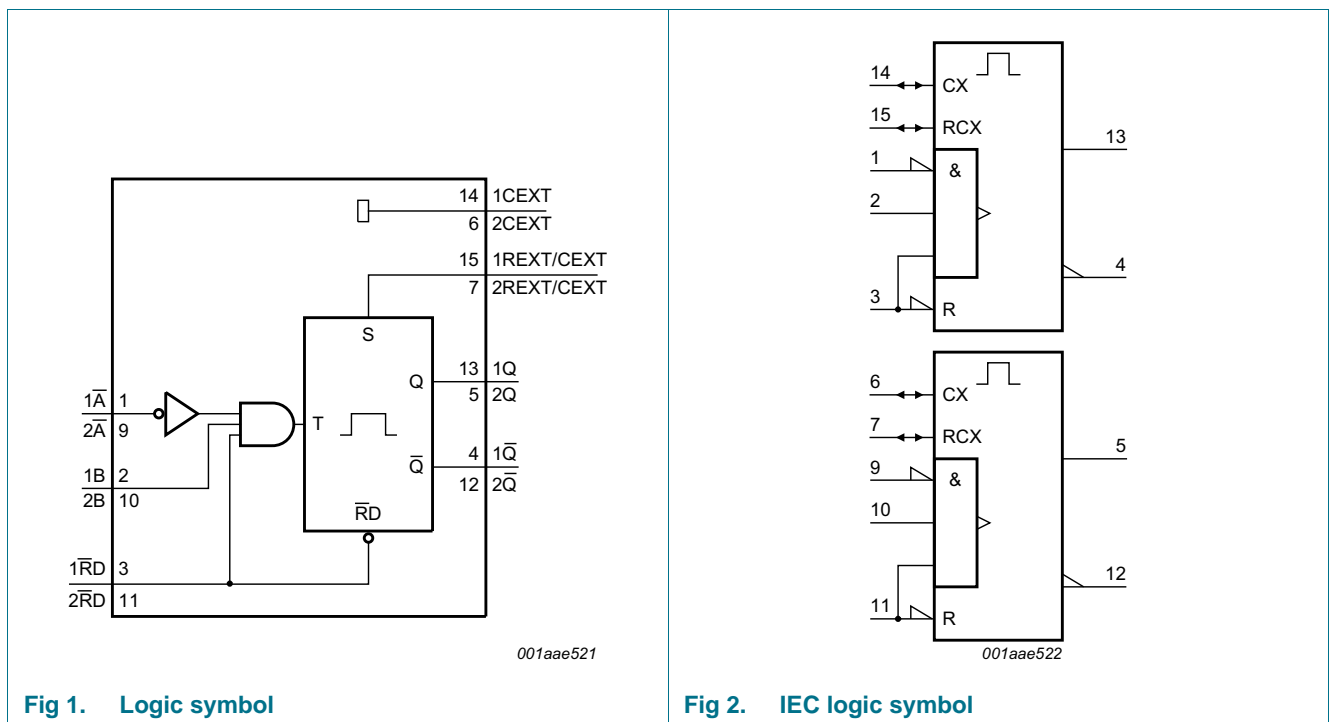 14 1CEXT
6 2CEXT
15 1REXT/CEXT
7 2REXT/CEXT
S
13 1Q
Q
5 2Q
1A̅ 1
2A̅ 9
T
4 1Q̅
Q̅
12 2Q̅
1B 2
2B 10
R̅D̅
1R̅D̅ 3
2R̅D̅ 11
001aae521
Fig 1. Logic symbol
14
CX
15
RCX
13
1
&
2
4
3
R
6
CX
7
RCX
5
9
&
10
12
11
R
001aae522
Fig 2. IEC logic symbol